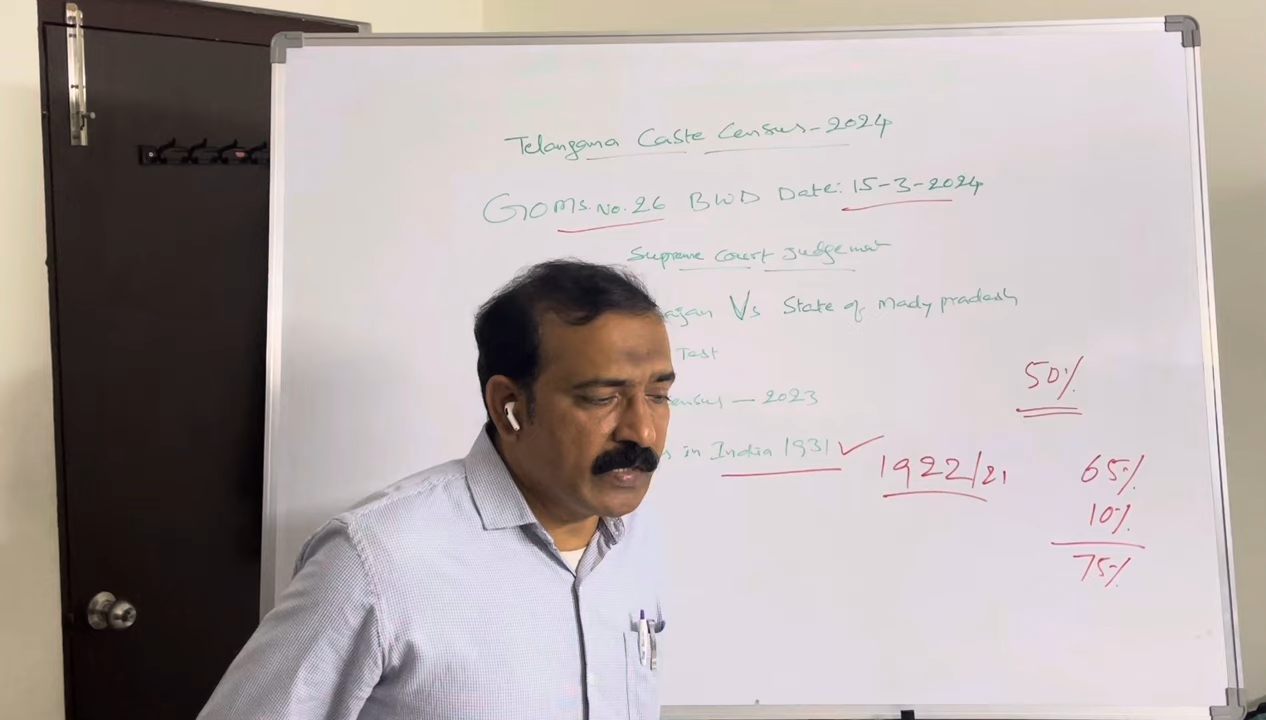 Telangana Caste Census-2024
GoMs.No.26 BWD Date: 15-3-2024
Supreme Court Judgement
Vs State of Mady pradesh
Test
50%
— 2023
in India 1931 ✓
1922/21
65%
10%
75%